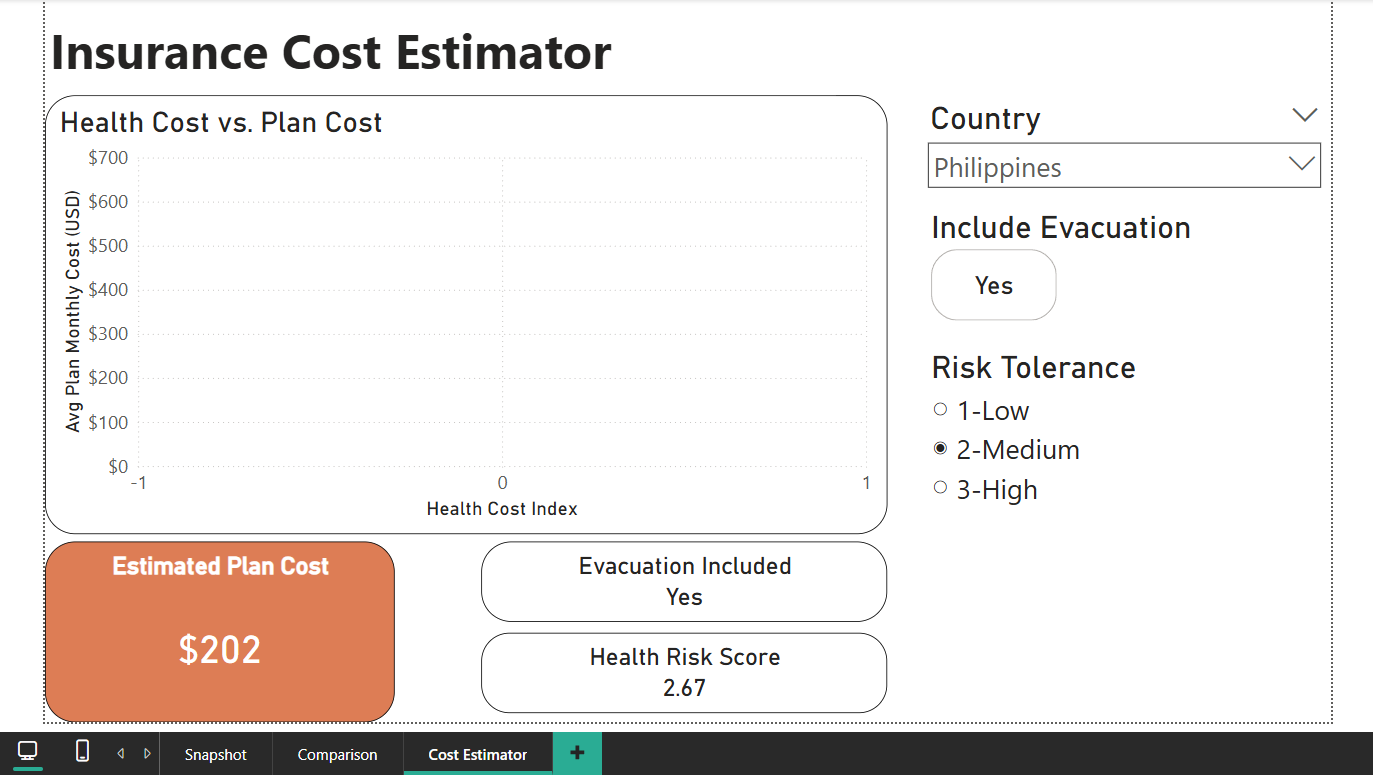 Insurance Cost Estimator
Health Cost vs. Plan Cost
Avg Plan Monthly Cost (USD)
$700
$600
$500
$400
$300
$200
$100
$0
-1
0
1
Health Cost Index
Country
Philippines
Include Evacuation
Yes
Risk Tolerance
1-Low
2-Medium
3-High
Estimated Plan Cost
$202
Evacuation Included
Yes
Health Risk Score
2.67
Snapshot
Comparison
Cost Estimator
+